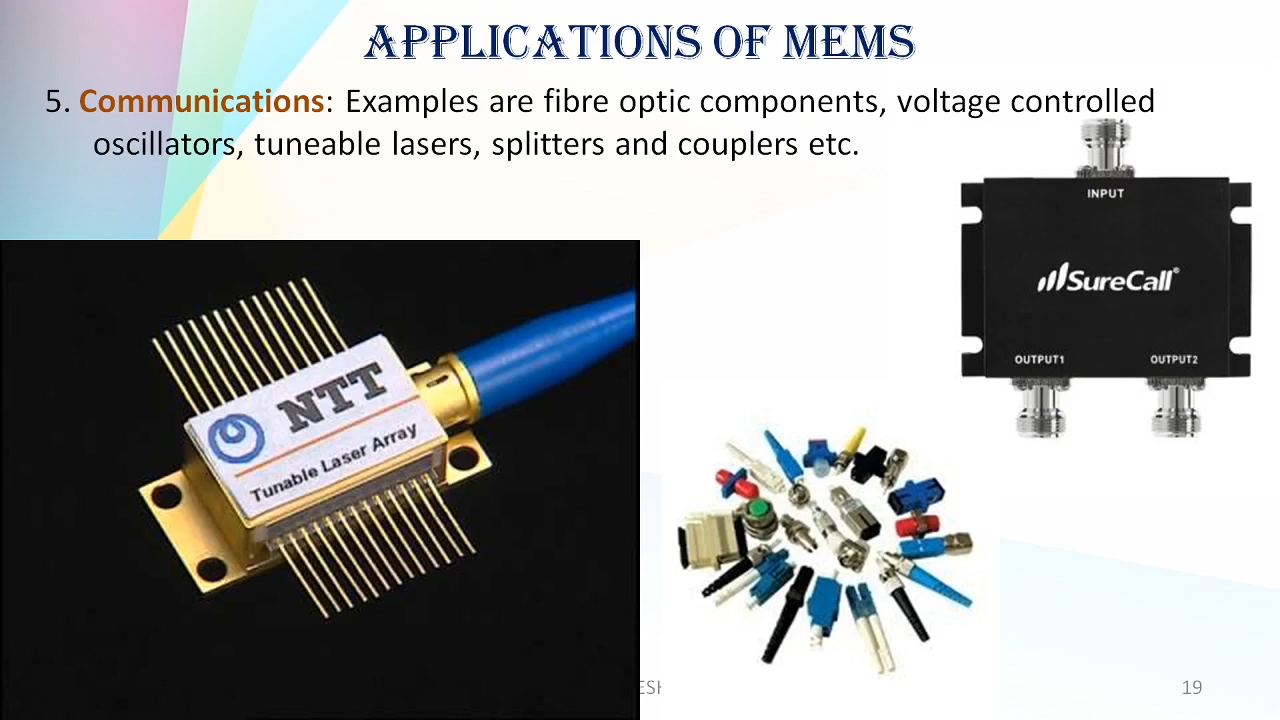 APPLICATIONS OF MEMS
5. Communications: Examples are fibre optic components, voltage controlled
oscillators, tuneable lasers, splitters and couplers etc.
INPUT
SureCall®
OUTPUT1 OUTPUT2
NTT
Tunable Laser Array
19